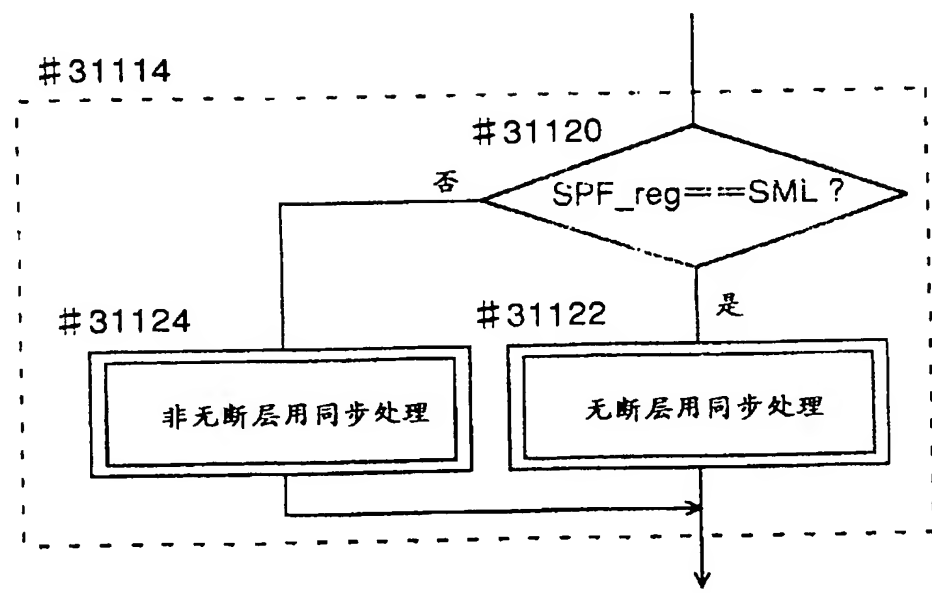 #31114
#31120
否
SPF_reg==SML?
是
#31124
#31122
非无断层用同步处理
无断层用同步处理